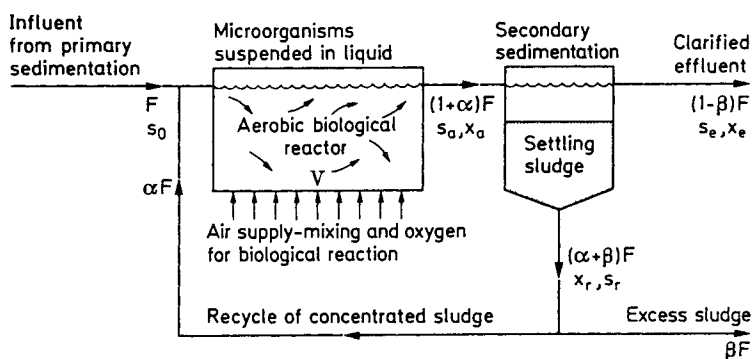 Influent
from primary
sedimentation
F
s₀
αF
Microorganisms
suspended in liquid
Aerobic biological
reactor
V
Air supply-mixing and oxygen
for biological reaction
(1+α)F
sₐ,xₐ
Secondary
sedimentation
Settling
sludge
Clarified
effluent
(1-β)F
sₑ,xₑ
(α+β)F
xᵣ,sᵣ
Recycle of concentrated sludge
Excess sludge
βF